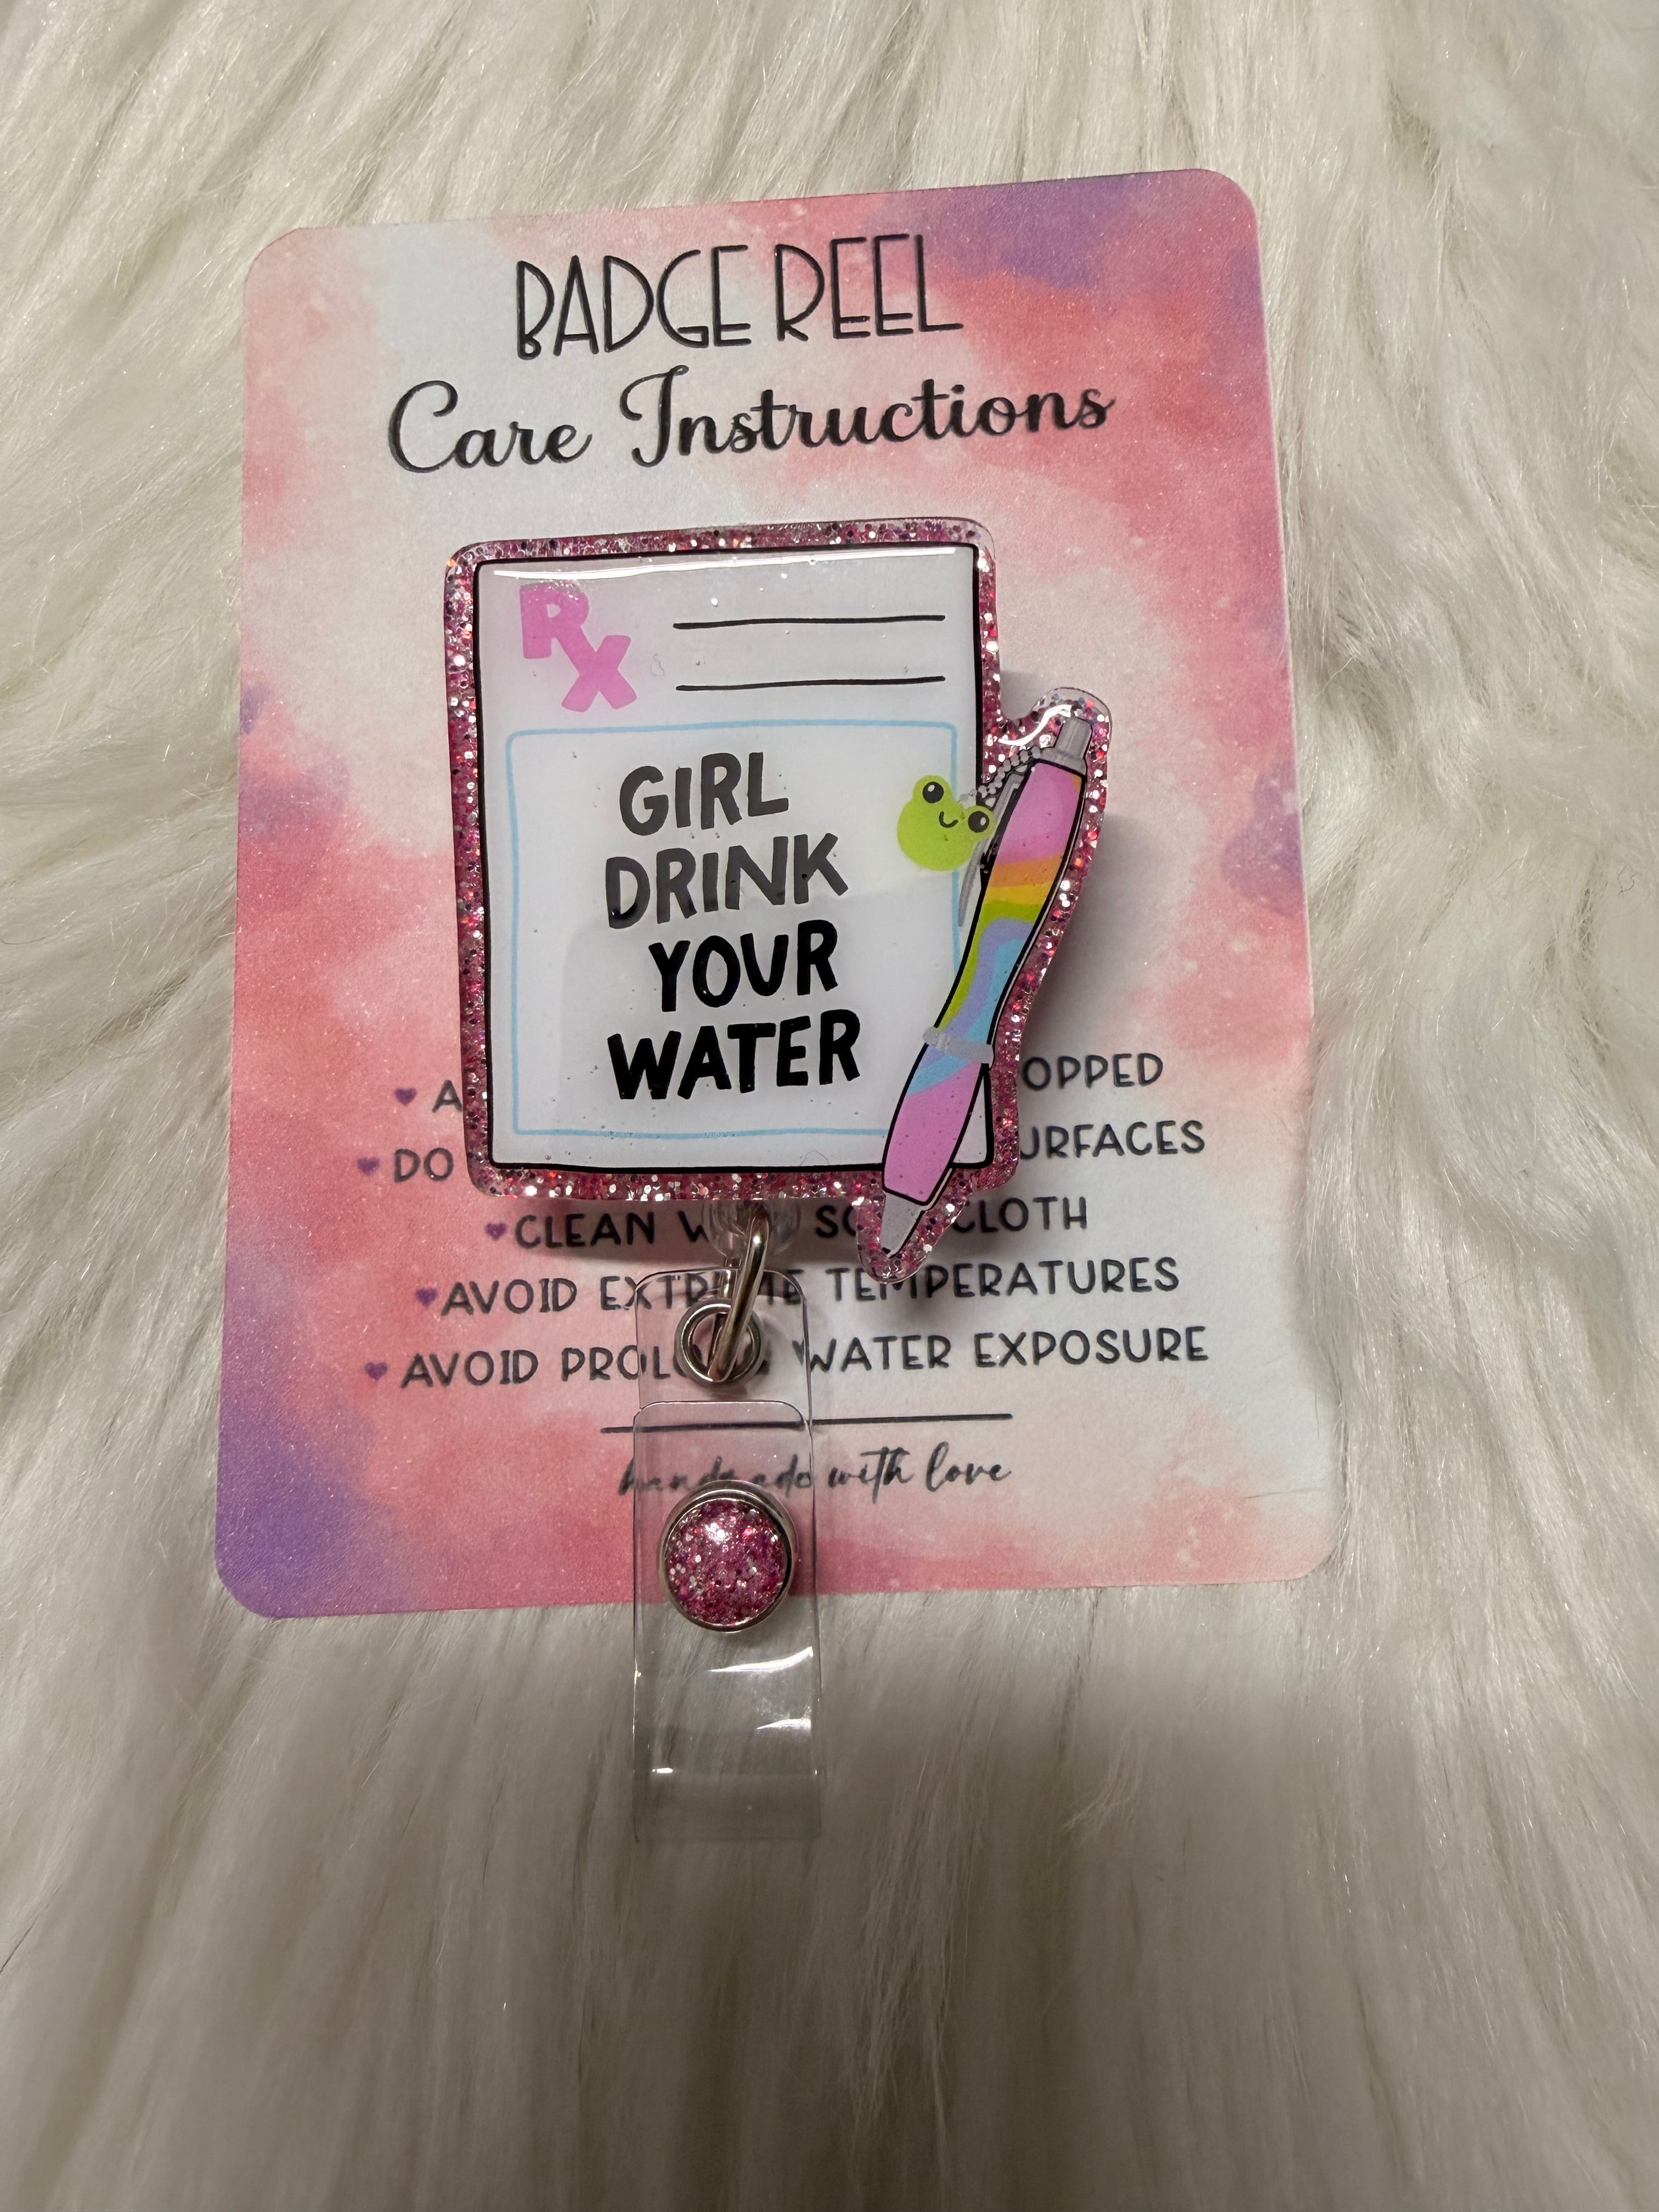 BADGE REEL
Care Instructions
RX
GIRL
DRINK
YOUR
WATER
OPPED
DO URFACES
CLEAN CLOTH
AVOID TEMPERATURES
AVOID WATER EXPOSURE
with love